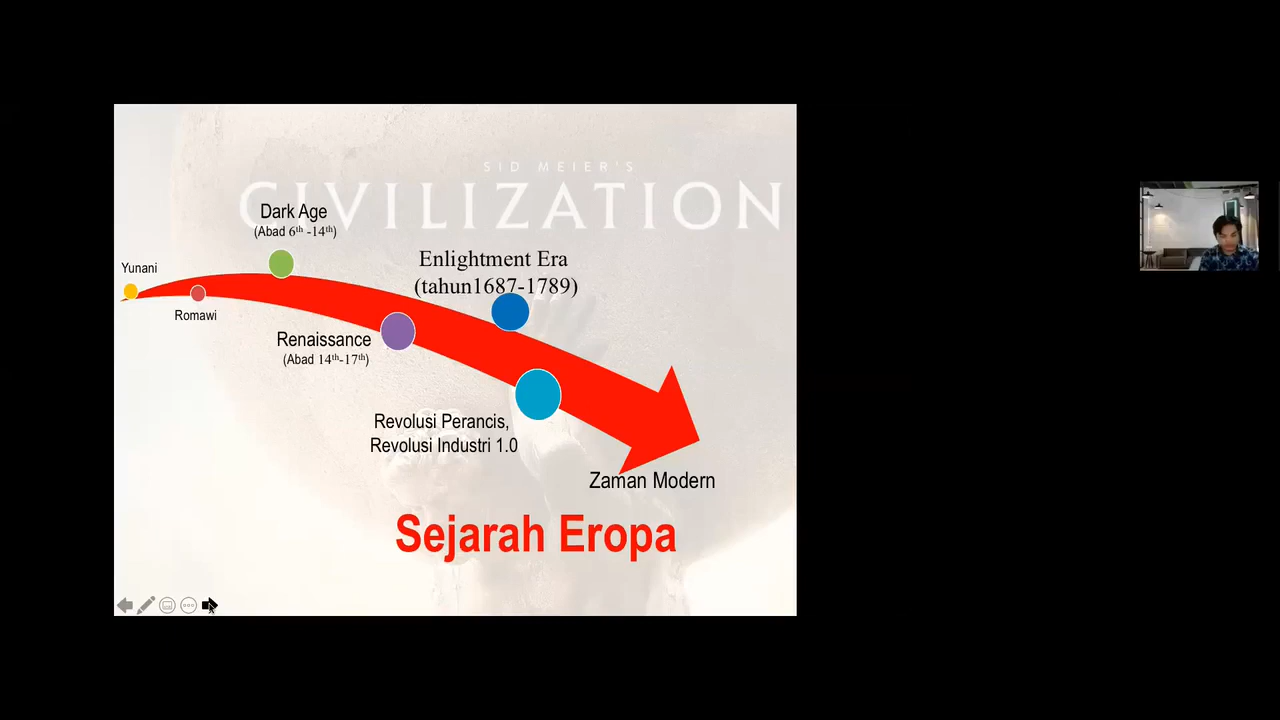 SID MEIER'S
CIVILIZATION
Dark Age
(Abad 6th -14th)
Yunani
Romawi
Enlightment Era
(tahun1687-1789)
Renaissance
(Abad 14th-17th)
Revolusi Perancis,
Revolusi Industri 1.0
Zaman Modern
Sejarah Eropa